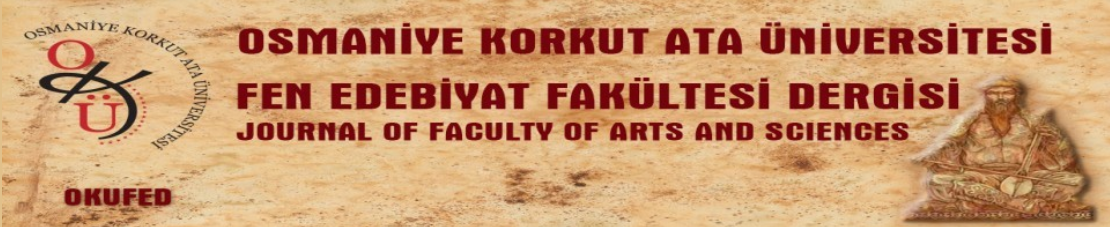 OSMANİYE KORKUT ATA ÜNİVERSİTESİ
OKÜ
OSMANİYE KORKUT ATA ÜNİVERSİTESİ
FEN EDEBİYAT FAKÜLTESİ DERGİSİ
JOURNAL OF FACULTY OF ARTS AND SCIENCES
OKUFED